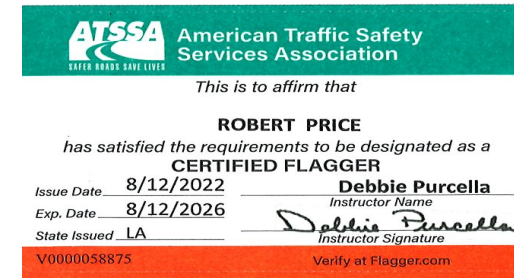 ATSSA
SAFER ROADS SAVE LIVES
American Traffic Safety
Services Association
This is to affirm that
ROBERT PRICE
has satisfied the requirements to be designated as a
CERTIFIED FLAGGER
Issue Date 8/12/2022
Debbie Purcella
Instructor Name
Exp. Date 8/12/2026
Debbie Purcella
State Issued LA
Instructor Signature
V0000058875
Verify at Flagger.com